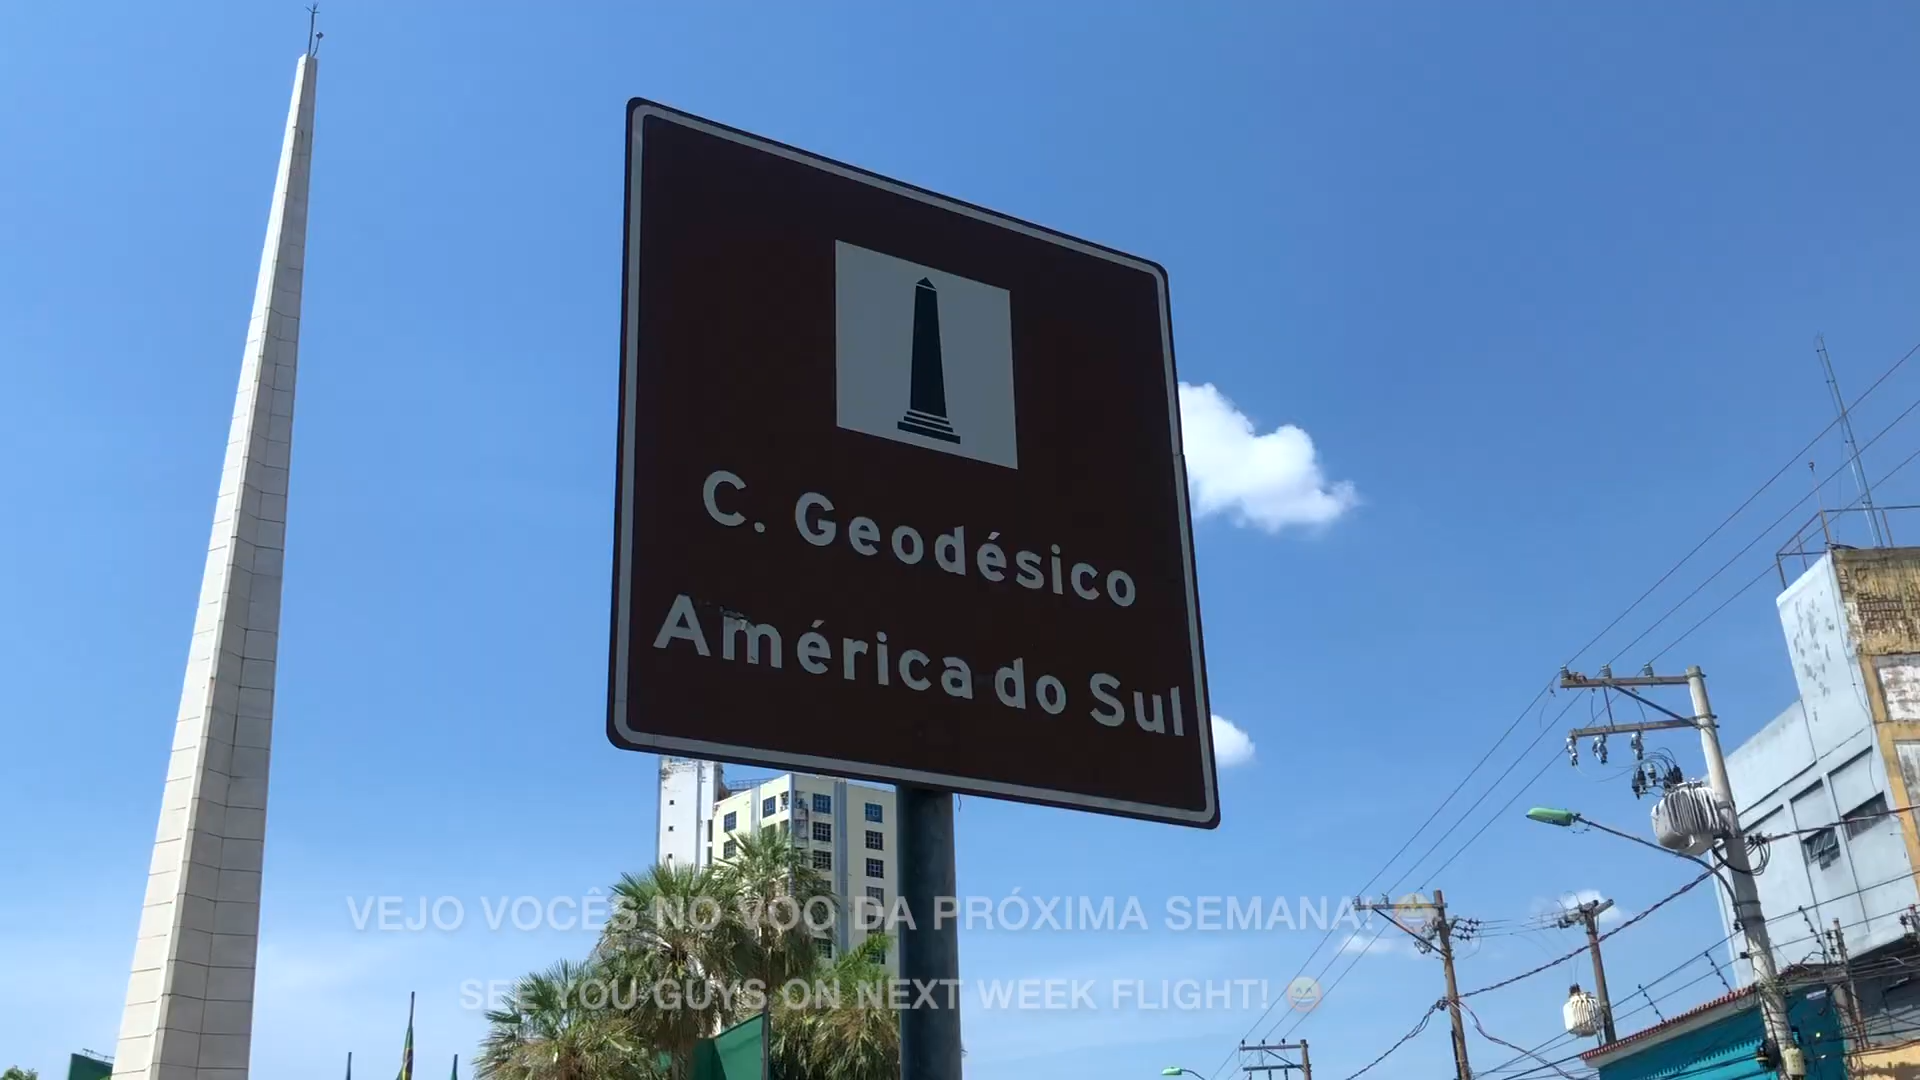 C. Geodésico
América do Sul
VEJO VOCÊS NO VOO DA PRÓXIMA SEMANA! 😄
SEE YOU GUYS ON NEXT WEEK FLIGHT! 😄